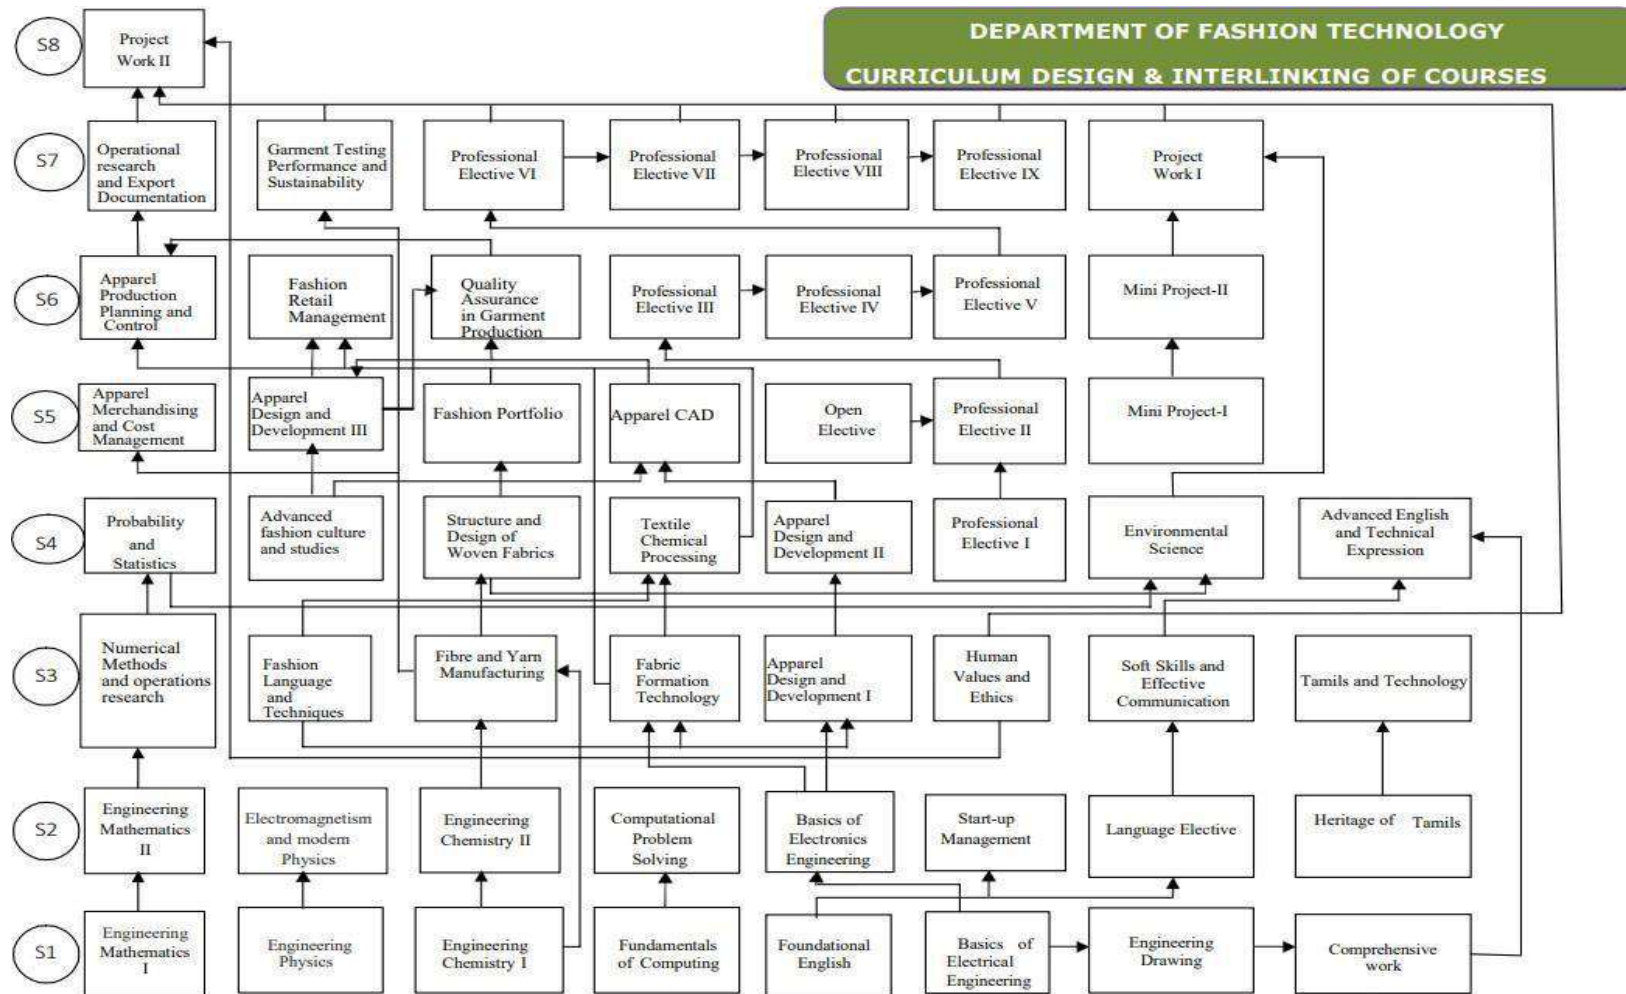 DEPARTMENT OF FASHION TECHNOLOGY
CURRICULUM DESIGN & INTERLINKING OF COURSES
S8
Project
Work II
S7
Operational
research
and Export
Documentation
Garment Testing
Performance and
Sustainability
Professional
Elective VI
Professional
Elective VII
Professional
Elective VIII
Professional
Elective IX
Project
Work I
S6
Apparel
Production
Planning and
Control
Fashion
Retail
Management
Quality
Assurance
in Garment
Production
Professional
Elective III
Professional
Elective IV
Professional
Elective V
Mini Project-II
S5
Apparel
Merchandising
and Cost
Management
Apparel
Design and
Development III
Fashion Portfolio
Apparel CAD
Open
Elective
Professional
Elective II
Mini Project-I
S4
Probability
and
Statistics
Advanced
fashion culture
and studies
Structure and
Design of
Woven Fabrics
Textile
Chemical
Processing
Apparel
Design and
Development II
Professional
Elective I
Environmental
Science
Advanced English
and Technical
Expression
S3
Numerical
Methods
and operations
research
Fashion
Language
and
Techniques
Fibre and Yarn
Manufacturing
Fabric
Formation
Technology
Apparel
Design and
Development I
Human
Values and
Ethics
Soft Skills and
Effective
Communication
Tamils and Technology
S2
Engineering
Mathematics
II
Electromagnetism
and modern
Physics
Engineering
Chemistry II
Computational
Problem
Solving
Basics of
Electronics
Engineering
Start-up
Management
Language Elective
Heritage of Tamils
S1
Engineering
Mathematics
I
Engineering
Physics
Engineering
Chemistry I
Fundamentals
of Computing
Foundational
English
Basics of
Electrical
Engineering
Engineering
Drawing
Comprehensive
work